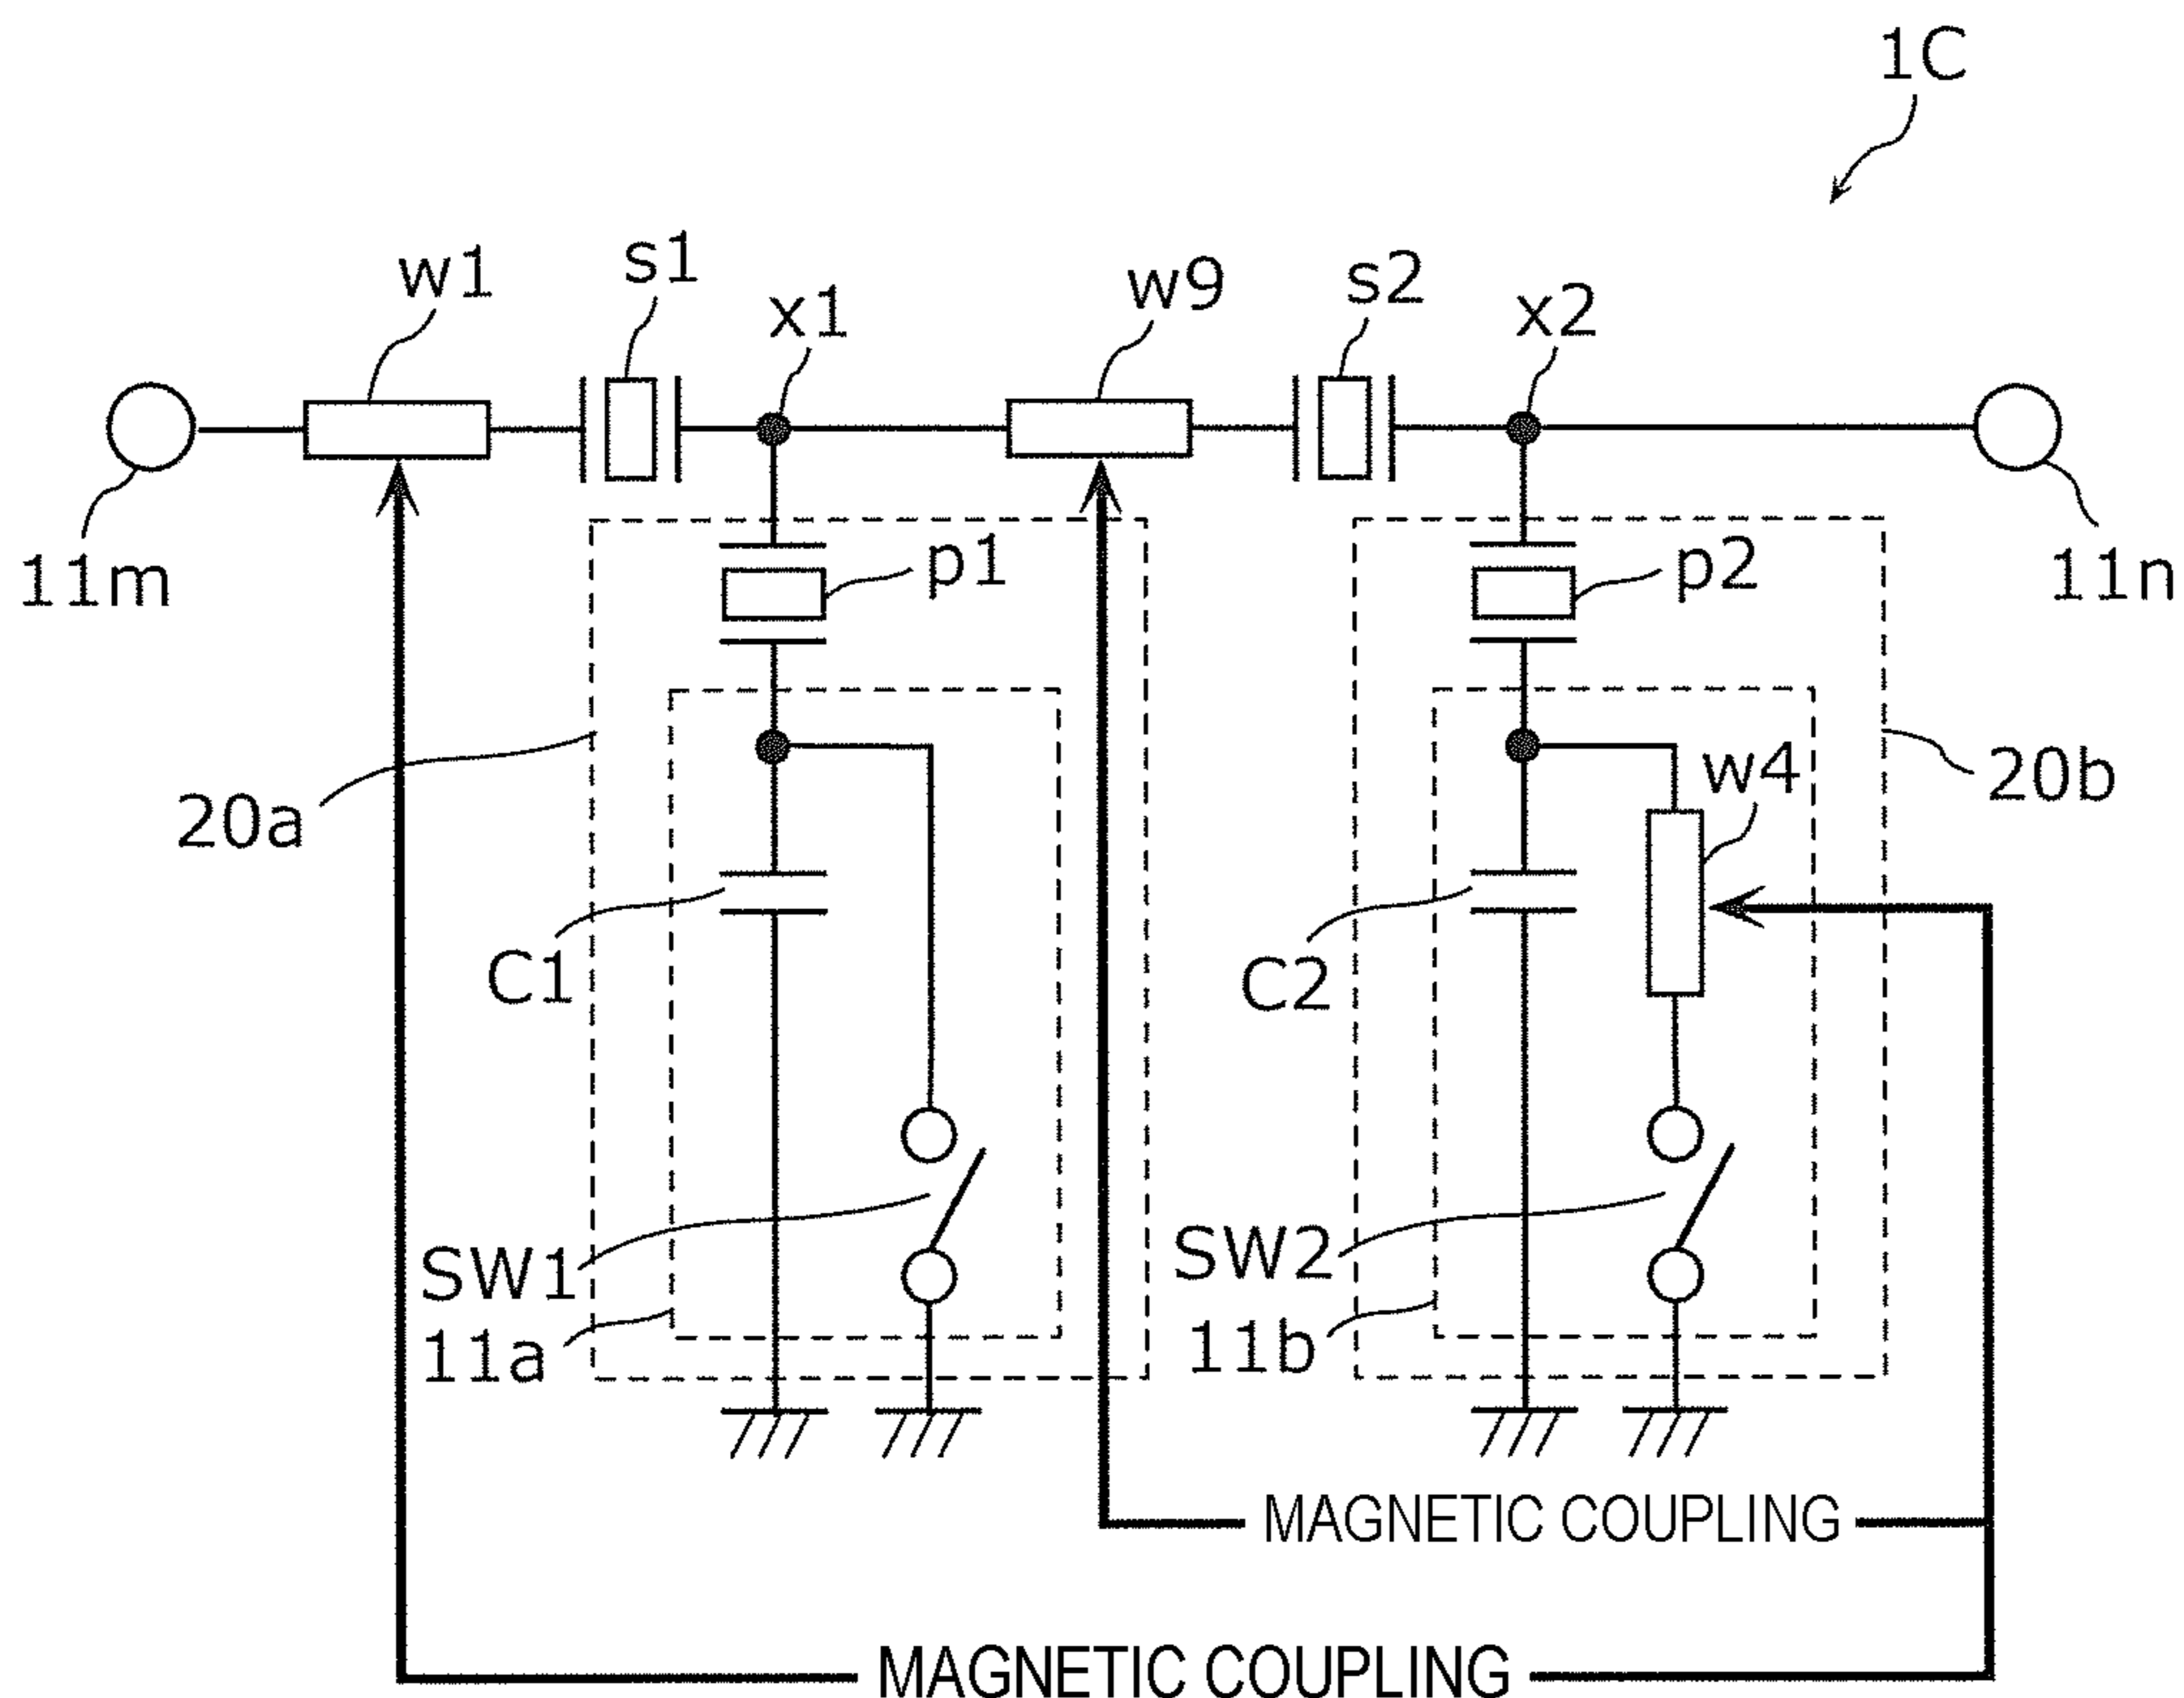 1C
w1
s1
x1
w9
s2
x2
11m
p1
p2
11n
20a
w4
20b
C1
C2
SW1
SW2
11a
11b
MAGNETIC COUPLING
MAGNETIC COUPLING